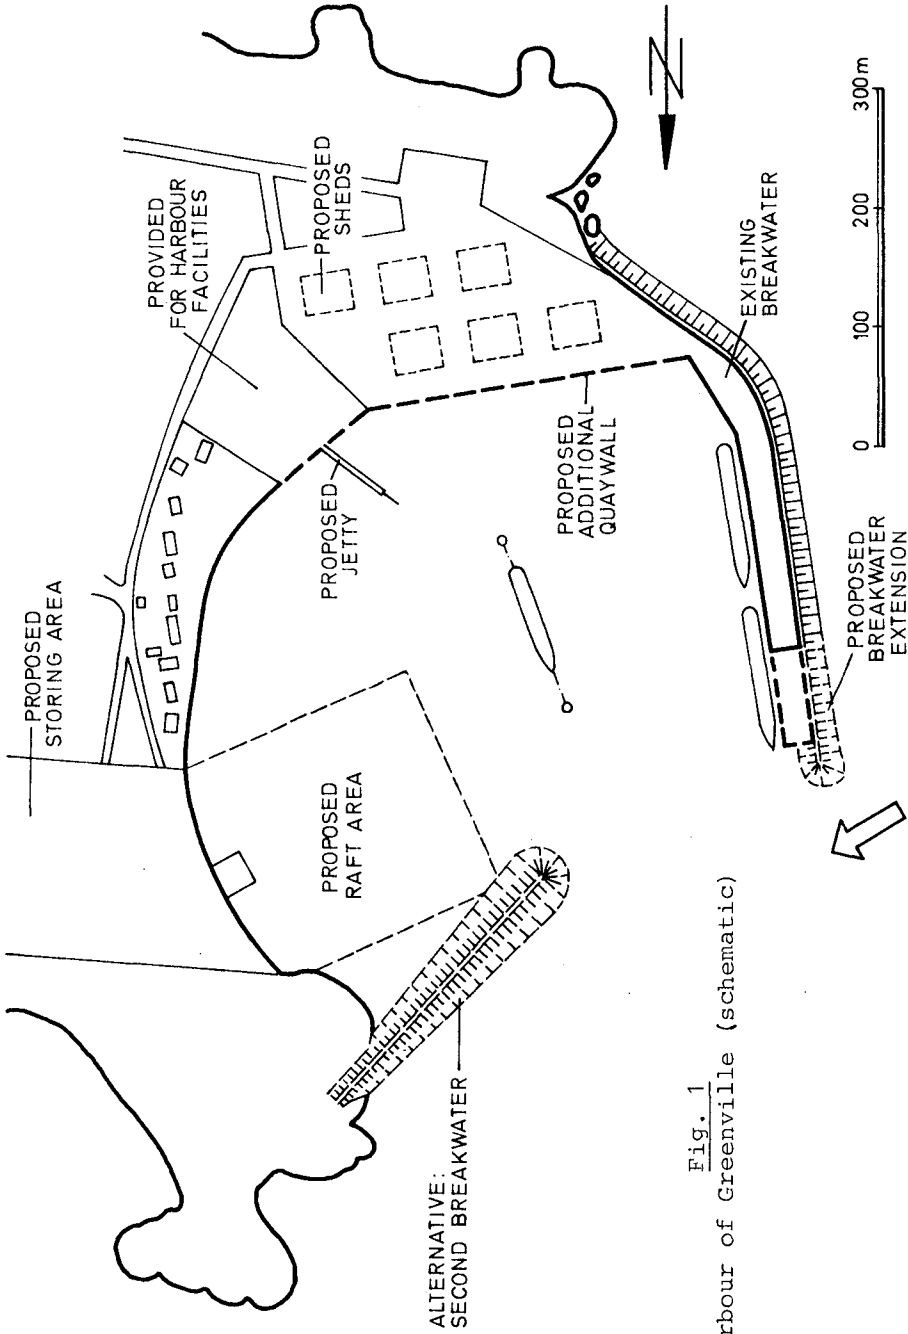 PROPOSED
STORING AREA
PROVIDED
FOR HARBOUR
FACILITIES
PROPOSED
SHEDS
N
PROPOSED
JETTY
PROPOSED
RAFT AREA
PROPOSED
ADDITIONAL
QUAYWALL
EXISTING
BREAKWATER
PROPOSED
BREAKWATER
EXTENSION
0 100 200 300m
ALTERNATIVE:
SECOND BREAKWATER
Fig. 1
rbour of Greenville (schematic)